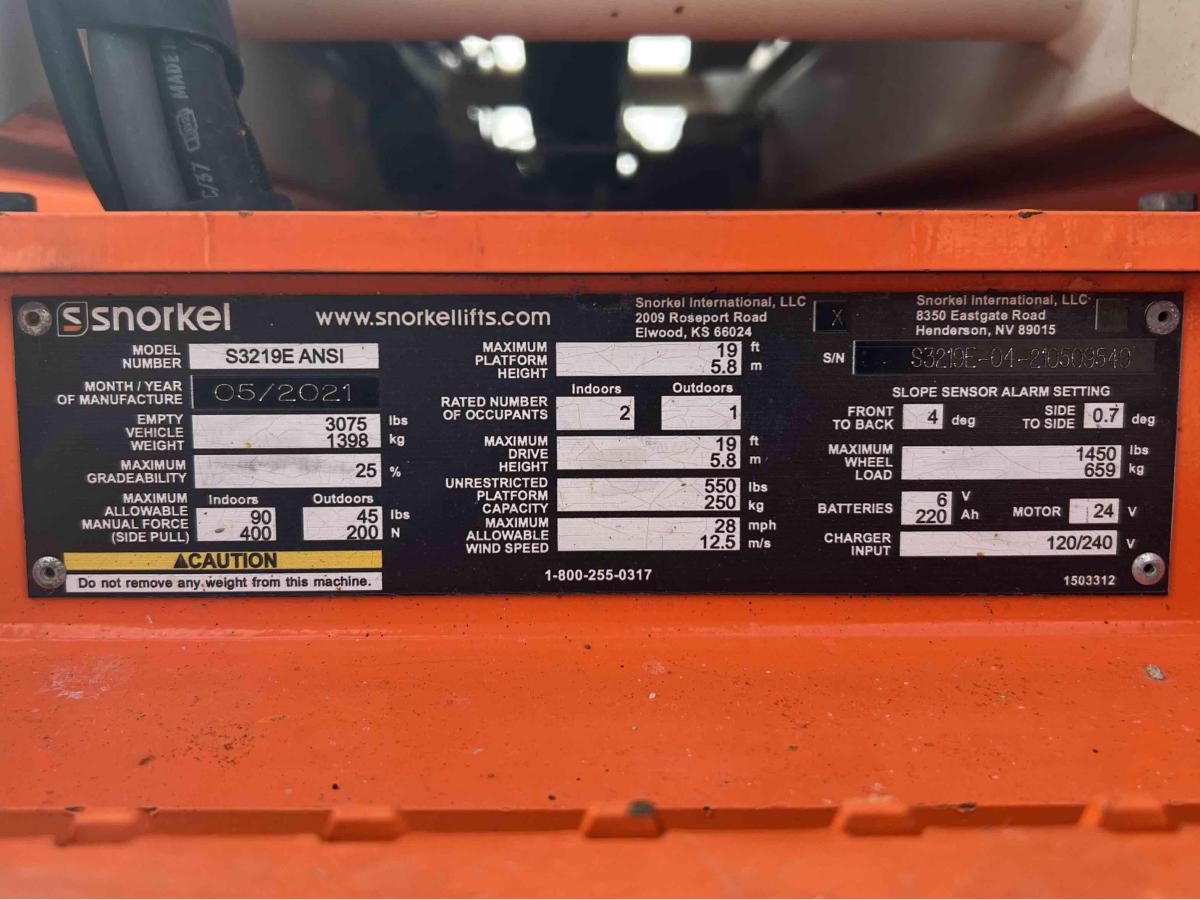 MADE
C/37
snorkel
www.snorkellifts.com
Snorkel International, LLC
2009 Roseport Road
Elwood, KS 66024
X
Snorkel International, LLC
8350 Eastgate Road
Henderson, NV 89015
MODEL NUMBER S3219E ANSI
MONTH / YEAR OF MANUFACTURE 05/2021
EMPTY VEHICLE WEIGHT 3075 lbs
1398 kg
MAXIMUM GRADEABILITY 25 %
MAXIMUM ALLOWABLE MANUAL FORCE (SIDE PULL)
Indoors Outdoors
90 45 lbs
400 200 N
CAUTION
Do not remove any weight from this machine.
MAXIMUM PLATFORM HEIGHT 19 ft
5.8 m
Indoors Outdoors
RATED NUMBER OF OCCUPANTS 2 1
MAXIMUM DRIVE HEIGHT 19 ft
5.8 m
UNRESTRICTED PLATFORM CAPACITY 550 lbs
250 kg
MAXIMUM ALLOWABLE WIND SPEED 28 mph
12.5 m/s
1-800-255-0317
S/N S3219E-04-210509540
SLOPE SENSOR ALARM SETTING
FRONT TO BACK 4 deg SIDE TO SIDE 0.7 deg
MAXIMUM WHEEL LOAD 1450 lbs
659 kg
BATTERIES 6 V
220 Ah
MOTOR 24 V
CHARGER INPUT 120/240 V
1503312